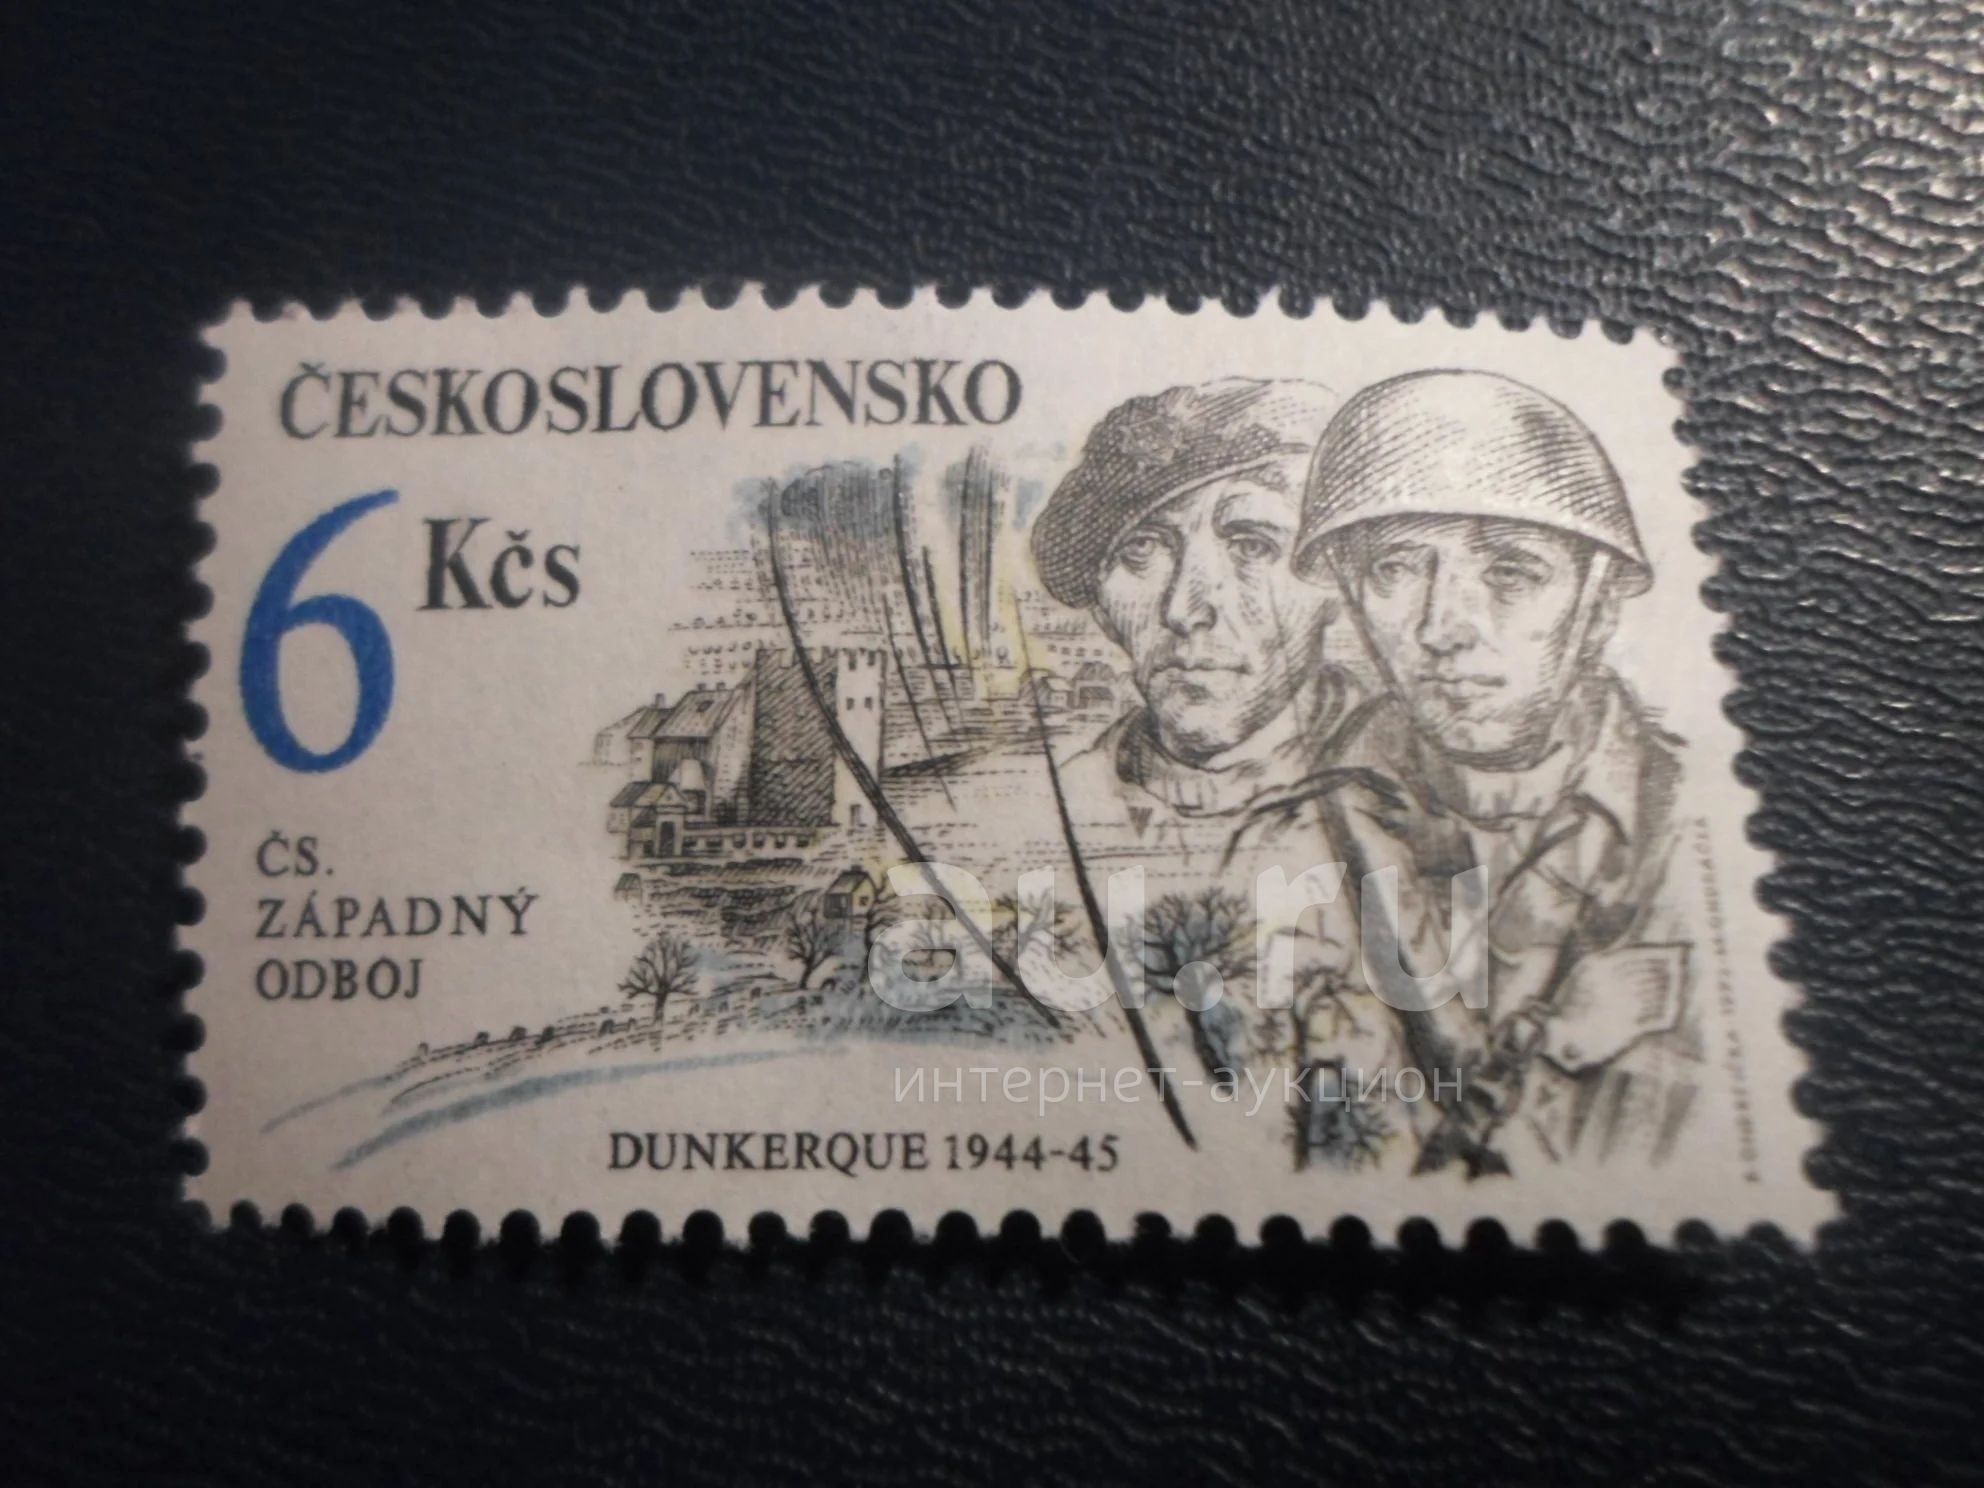 ČESKOSLOVENSKO
6 Kčs
ČS.
ZÁPADNÝ
ODBOJ
DUNKERQUE 1944-45
au.ru
интернет-аукцион